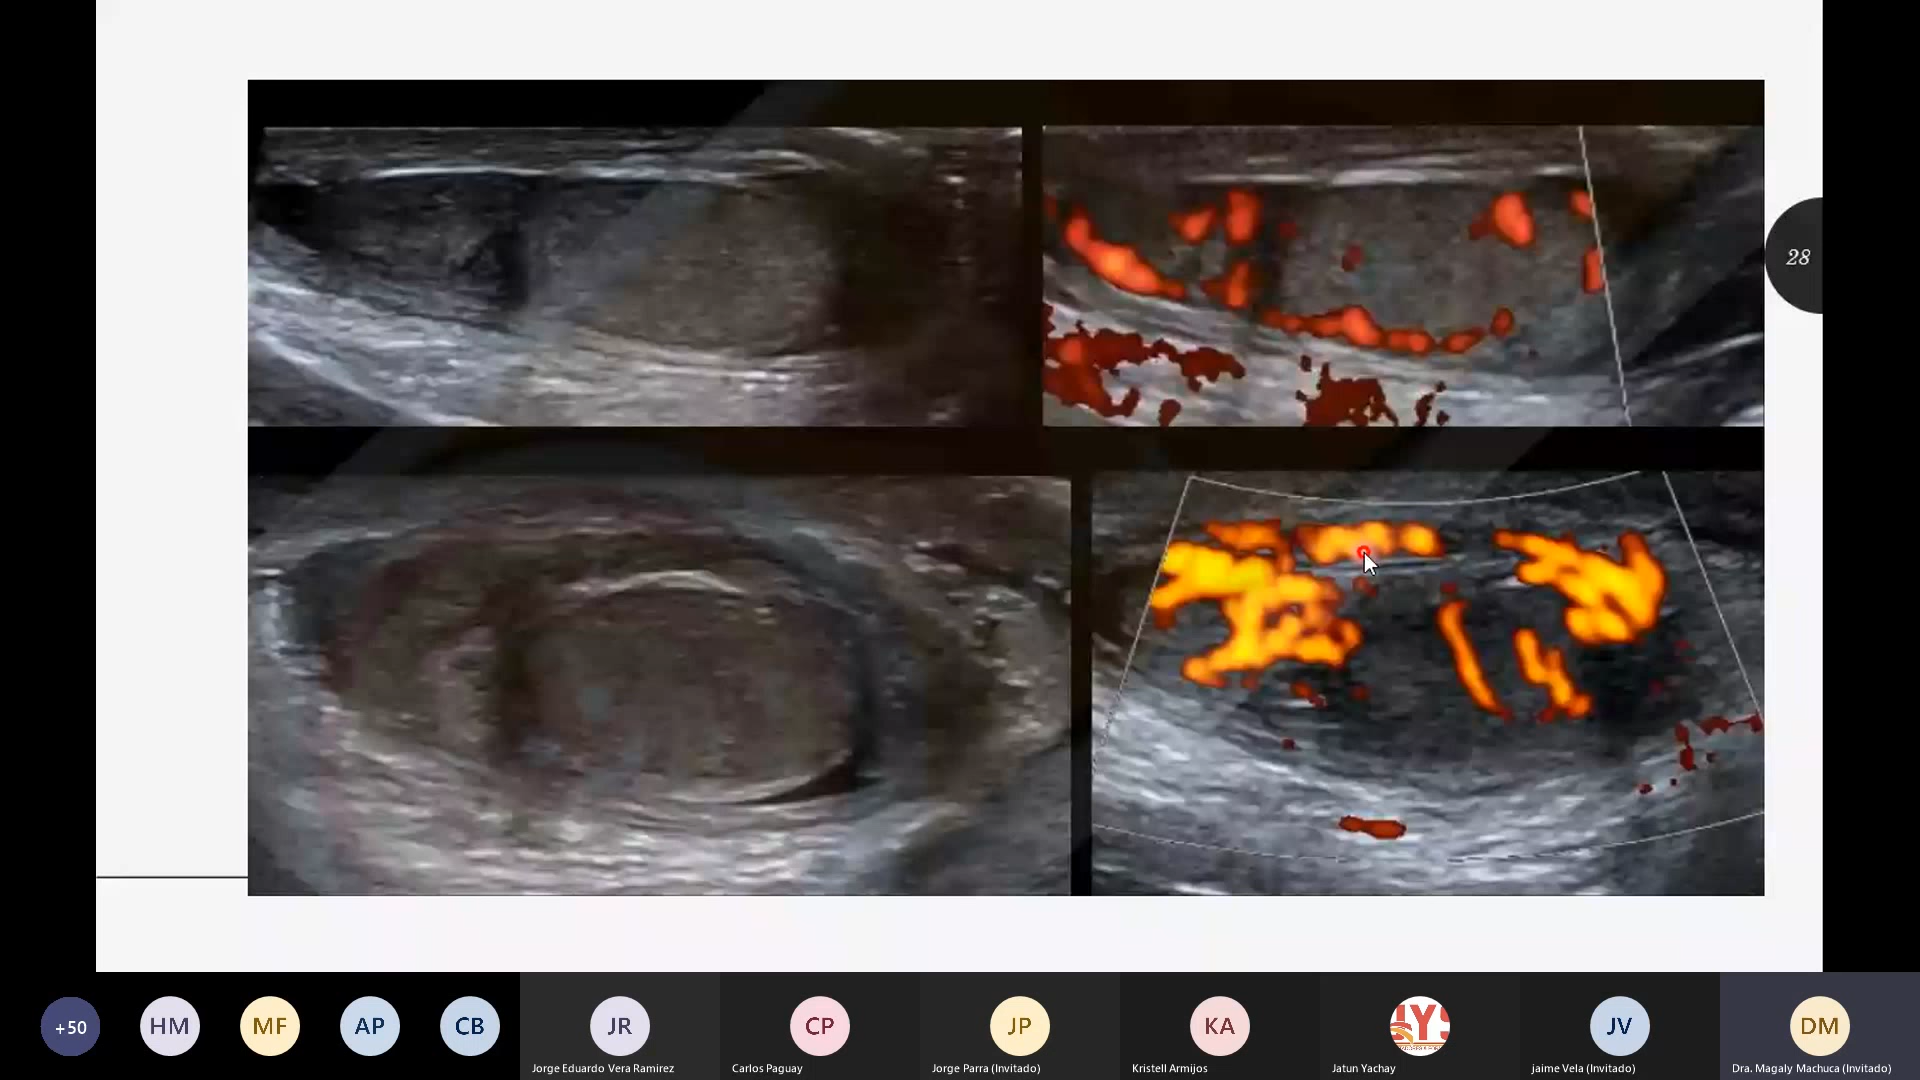 28
+50
HM
MF
AP
CB
JR
CP
JP
KA
JV
DM
Jorge Eduardo Vera Ramirez
Carlos Paguay
Jorge Parra (Invitado)
Kristell Armijos
Jatun Yachay
jaime Vela (Invitado)
Dra. Magaly Machuca (Invitado)